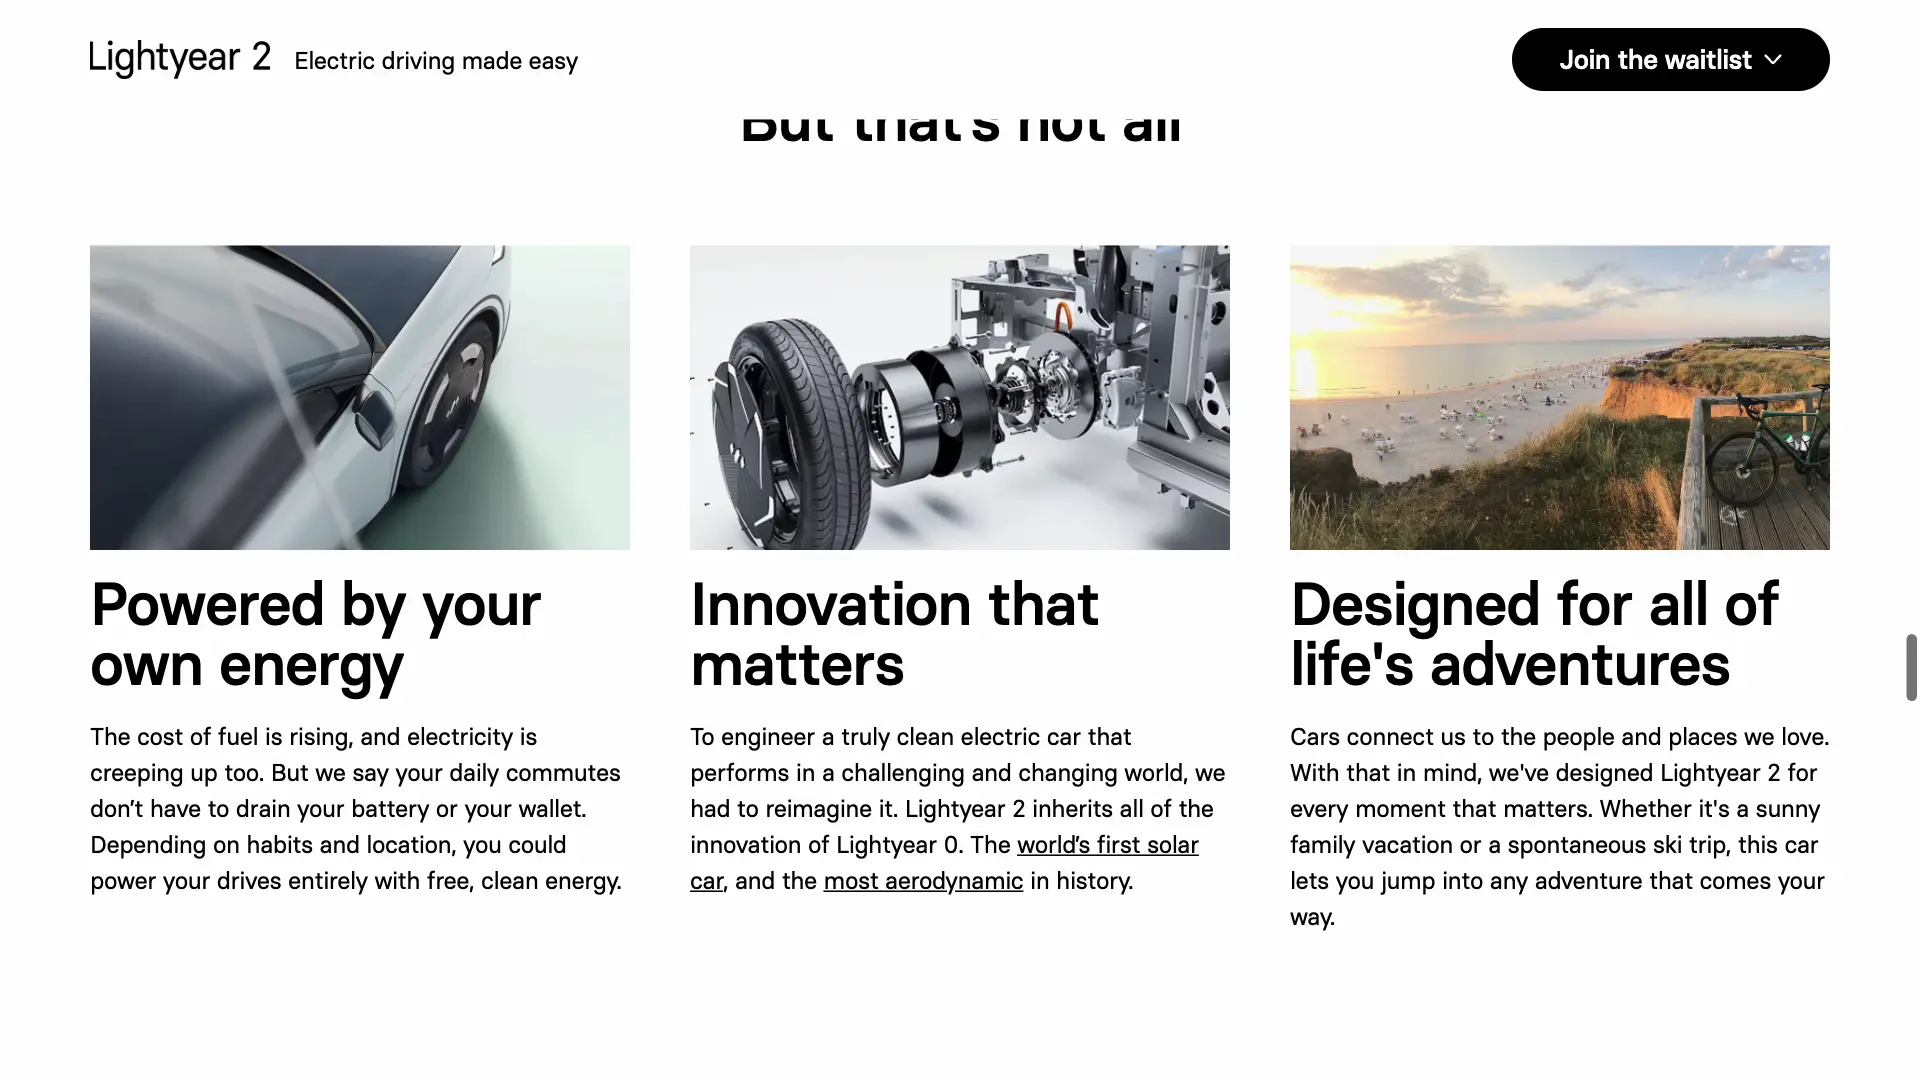 Lightyear 2 Electric driving made easy
Join the waitlist
But that's not all
Powered by your
own energy
The cost of fuel is rising, and electricity is
creeping up too. But we say your daily commutes
don’t have to drain your battery or your wallet.
Depending on habits and location, you could
power your drives entirely with free, clean energy.
Innovation that
matters
To engineer a truly clean electric car that
performs in a challenging and changing world, we
had to reimagine it. Lightyear 2 inherits all of the
innovation of Lightyear 0. The world’s first solar
car, and the most aerodynamic in history.
Designed for all of
life's adventures
Cars connect us to the people and places we love.
With that in mind, we've designed Lightyear 2 for
every moment that matters. Whether it's a sunny
family vacation or a spontaneous ski trip, this car
lets you jump into any adventure that comes your
way.